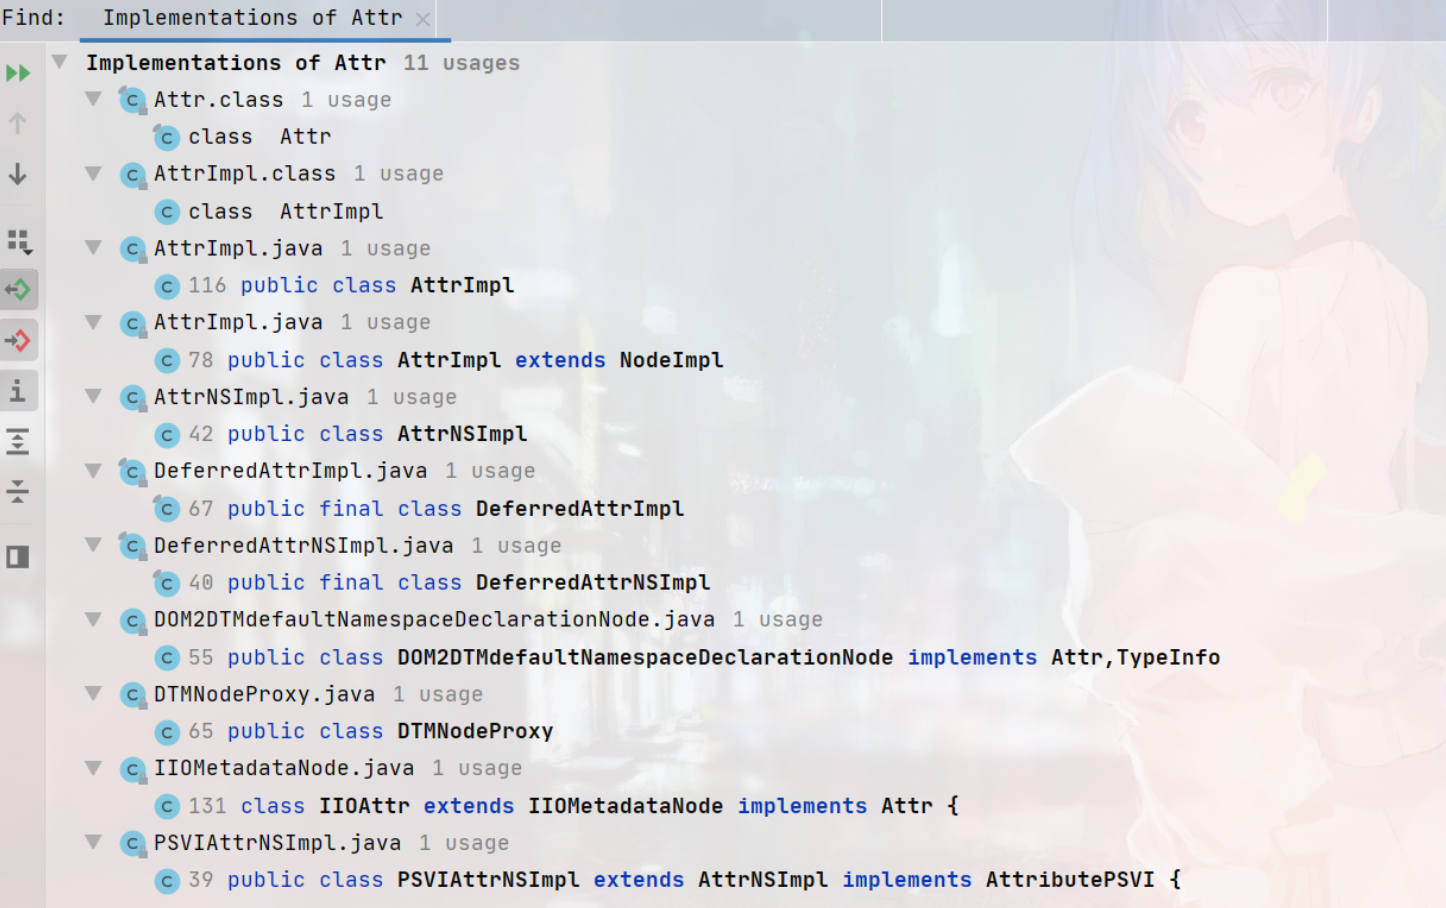 Find: Implementations of Attr
Implementations of Attr 11 usages
Attr.class 1 usage
class Attr
AttrImpl.class 1 usage
class AttrImpl
AttrImpl.java 1 usage
116 public class AttrImpl
AttrImpl.java 1 usage
78 public class AttrImpl extends NodeImpl
AttrNSImpl.java 1 usage
42 public class AttrNSImpl
DeferredAttrImpl.java 1 usage
67 public final class DeferredAttrImpl
DeferredAttrNSImpl.java 1 usage
40 public final class DeferredAttrNSImpl
DOM2DTMdefaultNamespaceDeclarationNode.java 1 usage
55 public class DOM2DTMdefaultNamespaceDeclarationNode implements Attr,TypeInfo
DTMNodeProxy.java 1 usage
65 public class DTMNodeProxy
IIOMetadataNode.java 1 usage
131 class IIOAttr extends IIOMetadataNode implements Attr {
PSVIAttrNSImpl.java 1 usage
39 public class PSVIAttrNSImpl extends AttrNSImpl implements AttributePSVI {